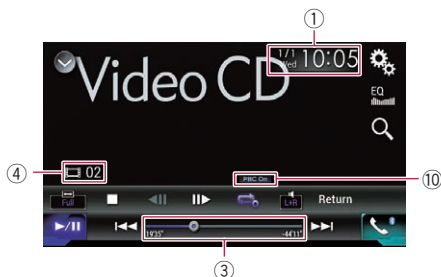 ①
1/1
Wed 10:05
Video CD
EQ
④ 02
PBC On ⑩
Full L+R Return
19'35" -44'11"
③